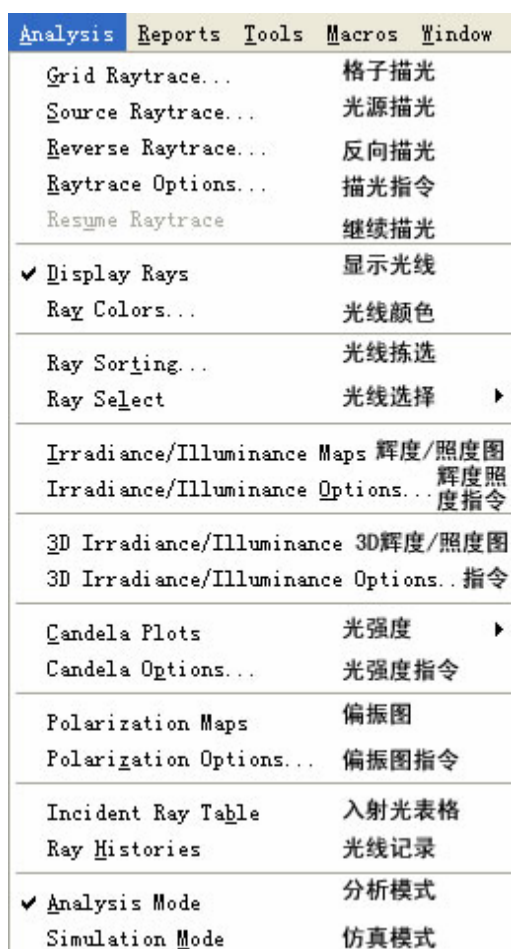 Analysis Reports Tools Macros Window
Grid Raytrace... 格子描光
Source Raytrace... 光源描光
Reverse Raytrace... 反向描光
Raytrace Options... 描光指令
Resume Raytrace 继续描光
Display Rays 显示光线
Ray Colors... 光线颜色
Ray Sorting... 光线拣选
Ray Select 光线选择
Irradiance/Illuminance Maps 辉度/照度图
Irradiance/Illuminance Options... 辉度照
度指令
3D Irradiance/Illuminance 3D辉度/照度图
3D Irradiance/Illuminance Options.. 指令
Candela Plots 光强度
Candela Options... 光强度指令
Polarization Maps 偏振图
Polarization Options... 偏振图指令
Incident Ray Table 入射光表格
Ray Histories 光线记录
Analysis Mode 分析模式
Simulation Mode 仿真模式